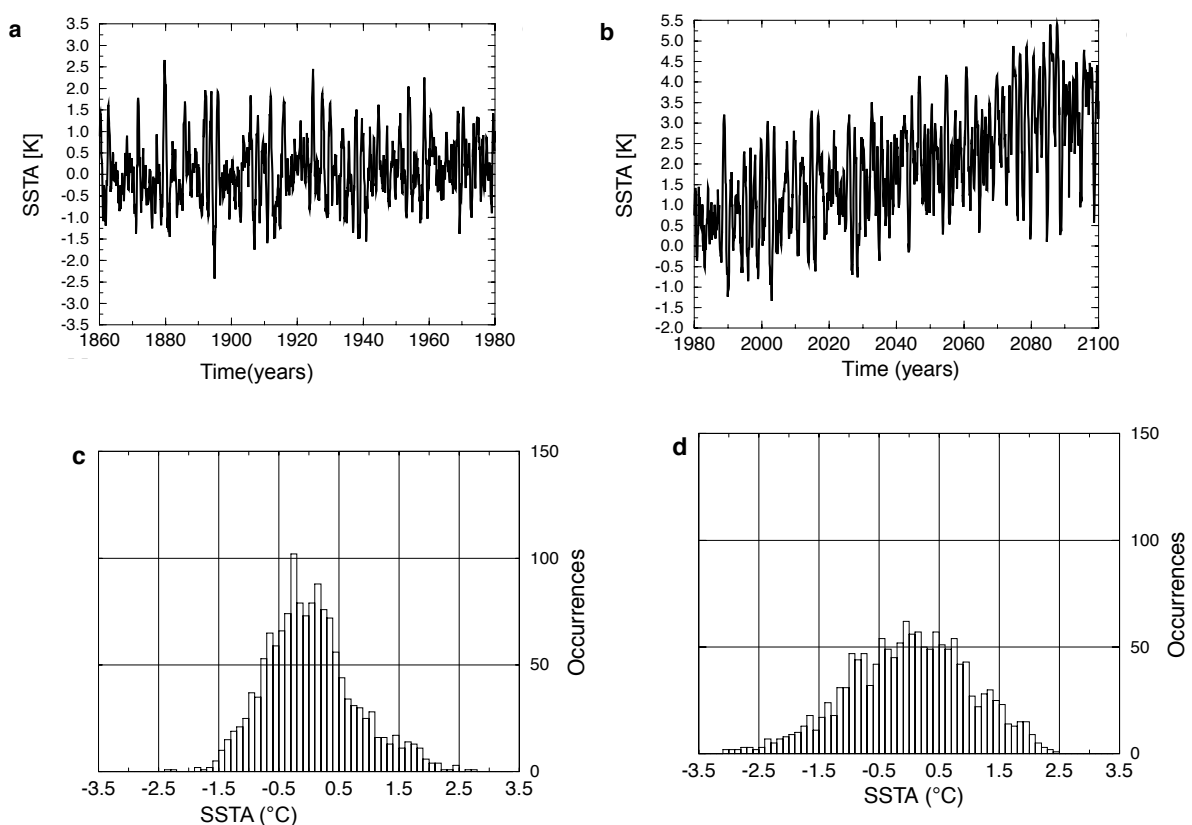 a
3.5
3.0
2.5
2.0
1.5
1.0
0.5
0.0
-0.5
-1.0
-1.5
-2.0
-2.5
-3.0
-3.5
SSTA [K]
1860 1880 1900 1920 1940 1960 1980
Time(years)
b
5.5
5.0
4.5
4.0
3.5
3.0
2.5
2.0
1.5
1.0
0.5
0.0
-0.5
-1.0
-1.5
-2.0
SSTA [K]
1980 2000 2020 2040 2060 2080 2100
Time (years)
c
150
100
50
0
Occurrences
-3.5 -2.5 -1.5 -0.5 0.5 1.5 2.5 3.5
SSTA (°C)
d
150
100
50
0
Occurrences
-3.5 -2.5 -1.5 -0.5 0.5 1.5 2.5 3.5
SSTA (°C)